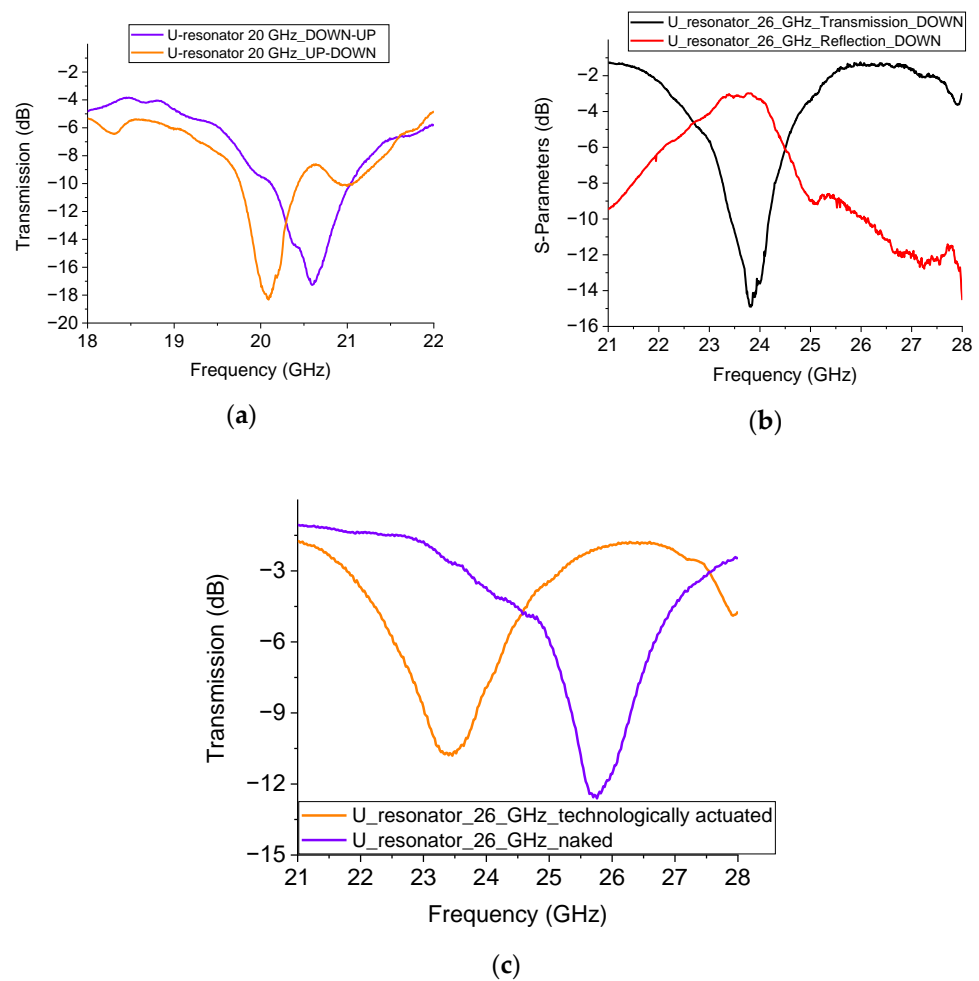 U-resonator 20 GHz_DOWN-UP
U-resonator 20 GHz_UP-DOWN
−2
−4
−6
−8
−10
−12
−14
−16
−18
−20
Transmission (dB)
18 19 20 21 22
Frequency (GHz)
(a)
U_resonator_26_GHz_Transmission_DOWN
U_resonator_26_GHz_Reflection_DOWN
−2
−4
−6
−8
−10
−12
−14
−16
S-Parameters (dB)
21 22 23 24 25 26 27 28
Frequency (GHz)
(b)
−3
−6
−9
−12
−15
Transmission (dB)
U_resonator_26_GHz_technologically actuated
U_resonator_26_GHz_naked
21 22 23 24 25 26 27 28
Frequency (GHz)
(c)